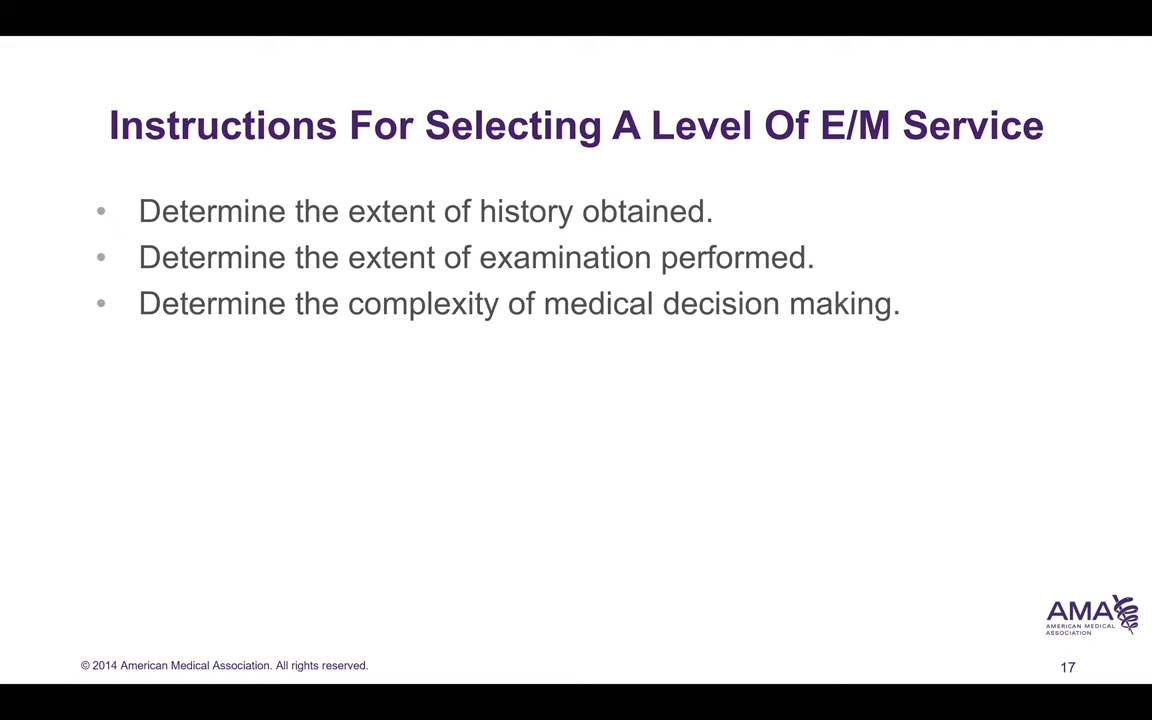 Instructions For Selecting A Level Of E/M Service
• Determine the extent of history obtained.
• Determine the extent of examination performed.
• Determine the complexity of medical decision making.
AMA
AMERICAN MEDICAL
ASSOCIATION
© 2014 American Medical Association. All rights reserved.
17